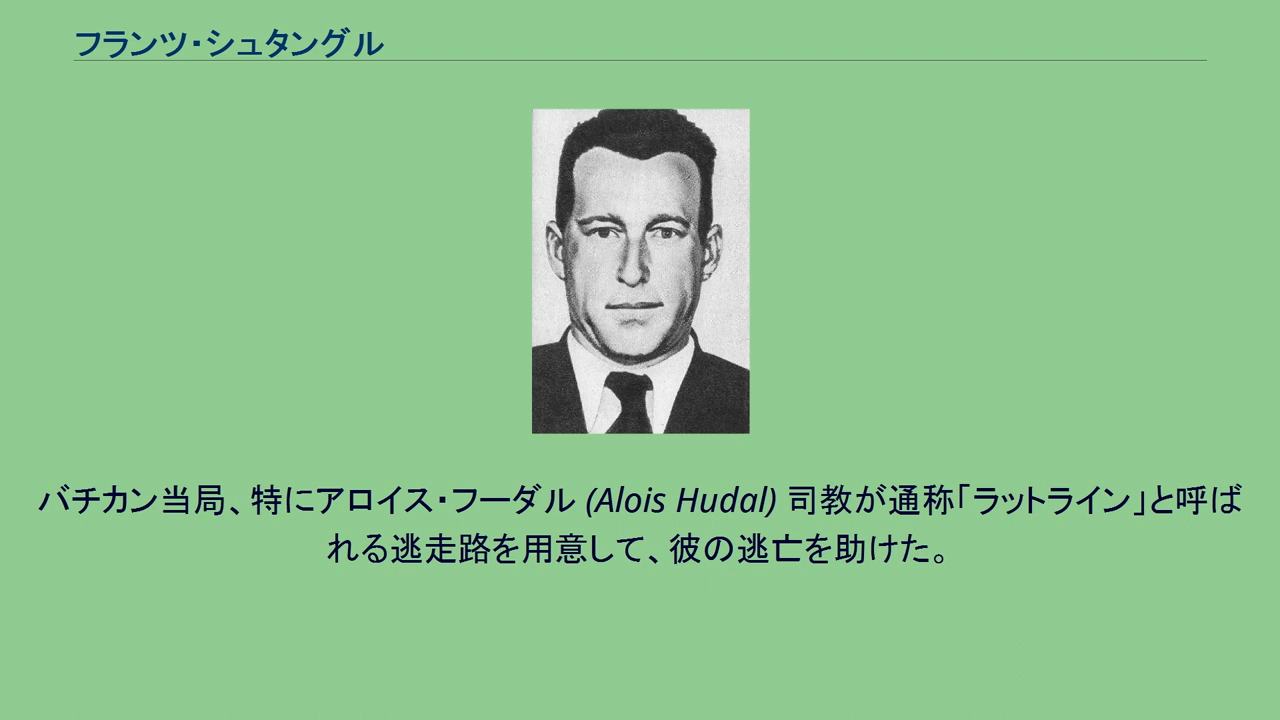 フランツ・シュタングル
バチカン当局、特にアロイス・フーダル (Alois Hudal) 司教が通称「ラットライン」と呼ば
れる逃走路を用意して、彼の逃亡を助けた。